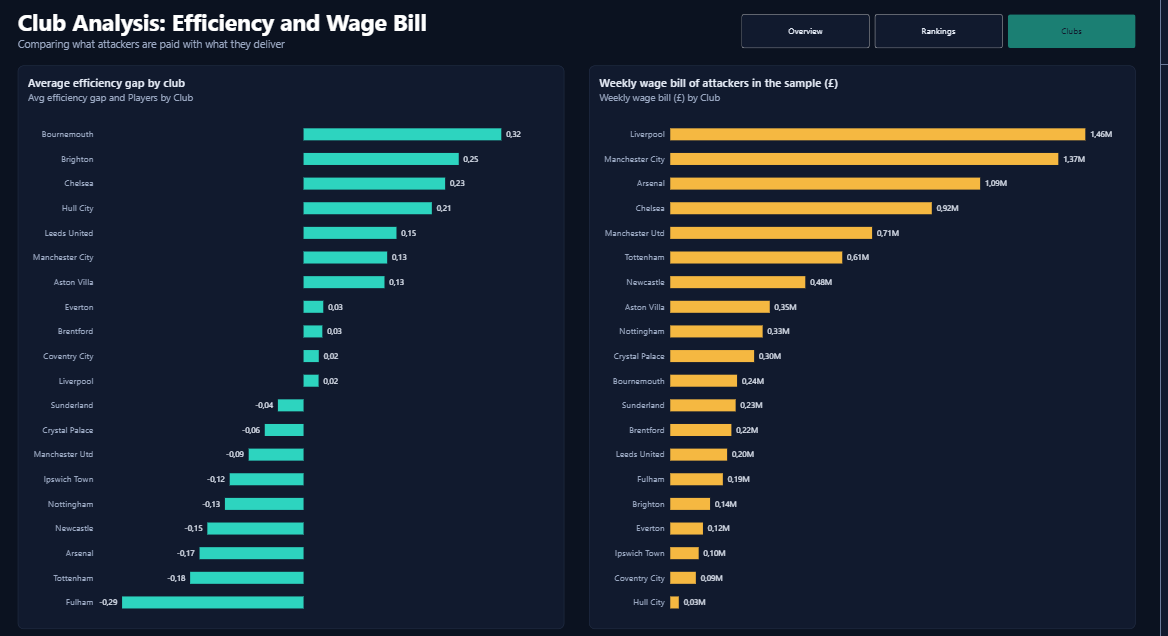 Club Analysis: Efficiency and Wage Bill
Comparing what attackers are paid with what they deliver
Overview
Rankings
Clubs
Average efficiency gap by club
Avg efficiency gap and Players by Club
Bournemouth 0,32
Brighton 0,25
Chelsea 0,23
Hull City 0,21
Leeds United 0,15
Manchester City 0,13
Aston Villa 0,13
Everton 0,03
Brentford 0,03
Coventry City 0,02
Liverpool 0,02
Sunderland -0,04
Crystal Palace -0,06
Manchester Utd -0,09
Ipswich Town -0,12
Nottingham -0,13
Newcastle -0,15
Arsenal -0,17
Tottenham -0,18
Fulham -0,29
Weekly wage bill of attackers in the sample (£)
Weekly wage bill (£) by Club
Liverpool 1,46M
Manchester City 1,37M
Arsenal 1,09M
Chelsea 0,92M
Manchester Utd 0,71M
Tottenham 0,61M
Newcastle 0,48M
Aston Villa 0,35M
Nottingham 0,33M
Crystal Palace 0,30M
Bournemouth 0,24M
Sunderland 0,23M
Brentford 0,22M
Leeds United 0,20M
Fulham 0,19M
Brighton 0,14M
Everton 0,12M
Ipswich Town 0,10M
Coventry City 0,09M
Hull City 0,03M